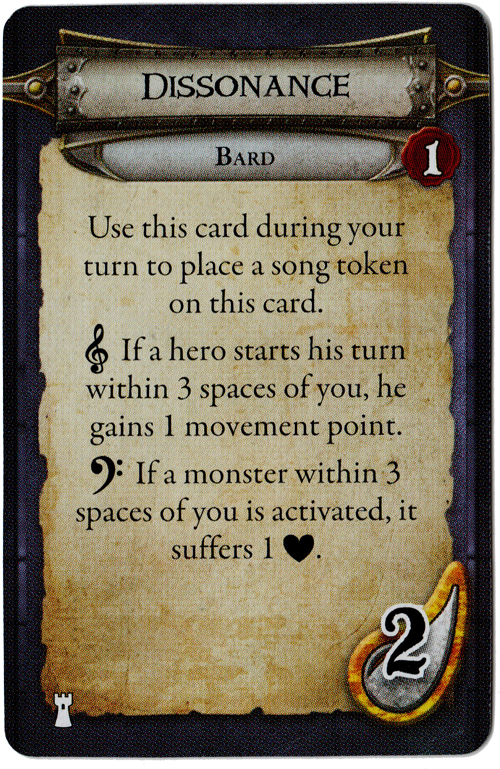 Dissonance
Bard
1
Use this card during your
turn to place a song token
on this card.
If a hero starts his turn
within 3 spaces of you, he
gains 1 movement point.
If a monster within 3
spaces of you is activated, it
suffers 1 ♥.
2